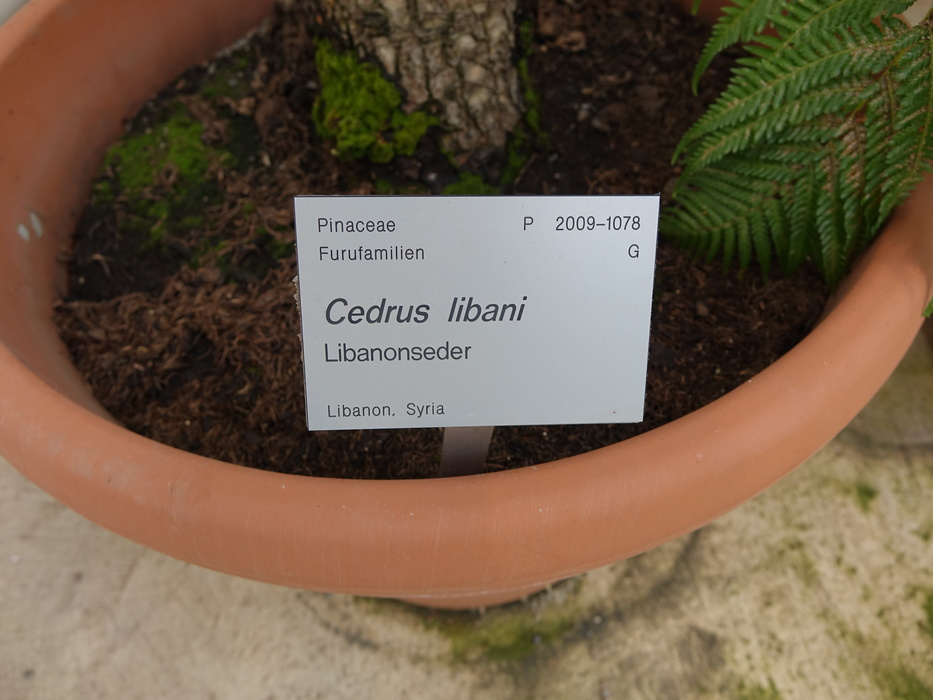 Pinaceae P 2009-1078
Furufamilien G
Cedrus libani
Libanonseder
Libanon, Syria